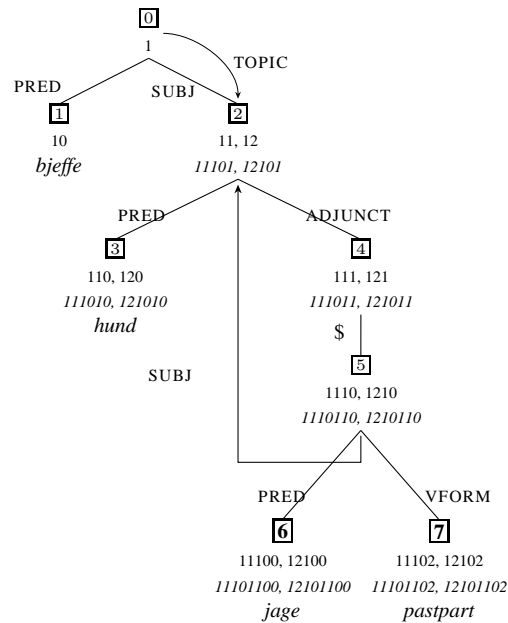 0
1
TOPIC
PRED
SUBJ
1
2
10
11, 12
bjeffe
11101, 12101
PRED
ADJUNCT
3
4
110, 120
111, 121
111010, 121010
111011, 121011
hund
$
5
SUBJ
1110, 1210
1110110, 1210110
PRED
VFORM
6
7
11100, 12100
11102, 12102
11101100, 12101100
11101102, 12101102
jage
pastpart